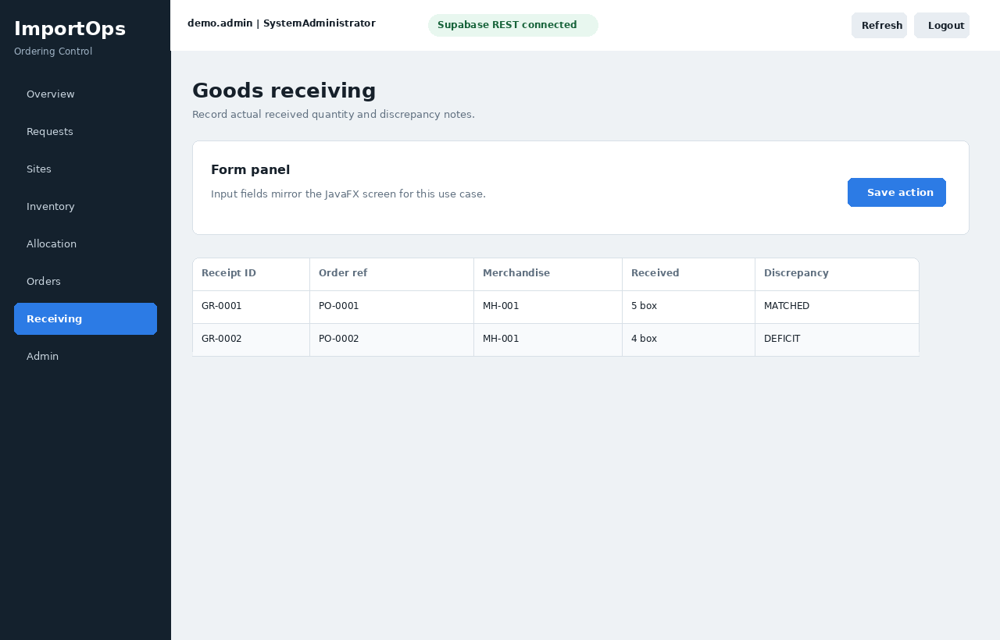 ImportOps
Ordering Control
Overview
Requests
Sites
Inventory
Allocation
Orders
Receiving
Admin
demo.admin | SystemAdministrator
Supabase REST connected
Refresh
Logout
Goods receiving
Record actual received quantity and discrepancy notes.
Form panel
Input fields mirror the JavaFX screen for this use case.
Save action
Receipt ID Order ref Merchandise Received Discrepancy
GR-0001 PO-0001 MH-001 5 box MATCHED
GR-0002 PO-0002 MH-001 4 box DEFICIT